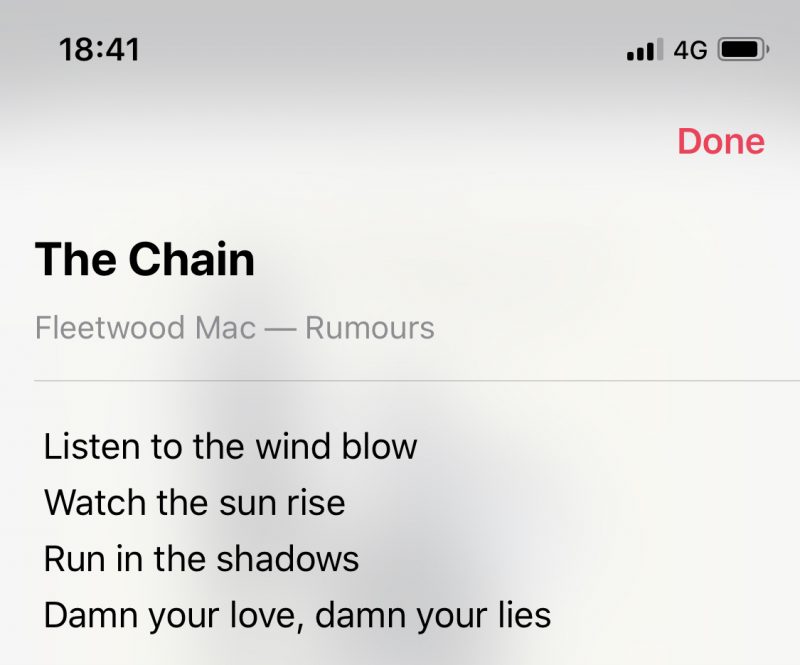 18:41
4G
Done
The Chain
Fleetwood Mac — Rumours
Listen to the wind blow
Watch the sun rise
Run in the shadows
Damn your love, damn your lies